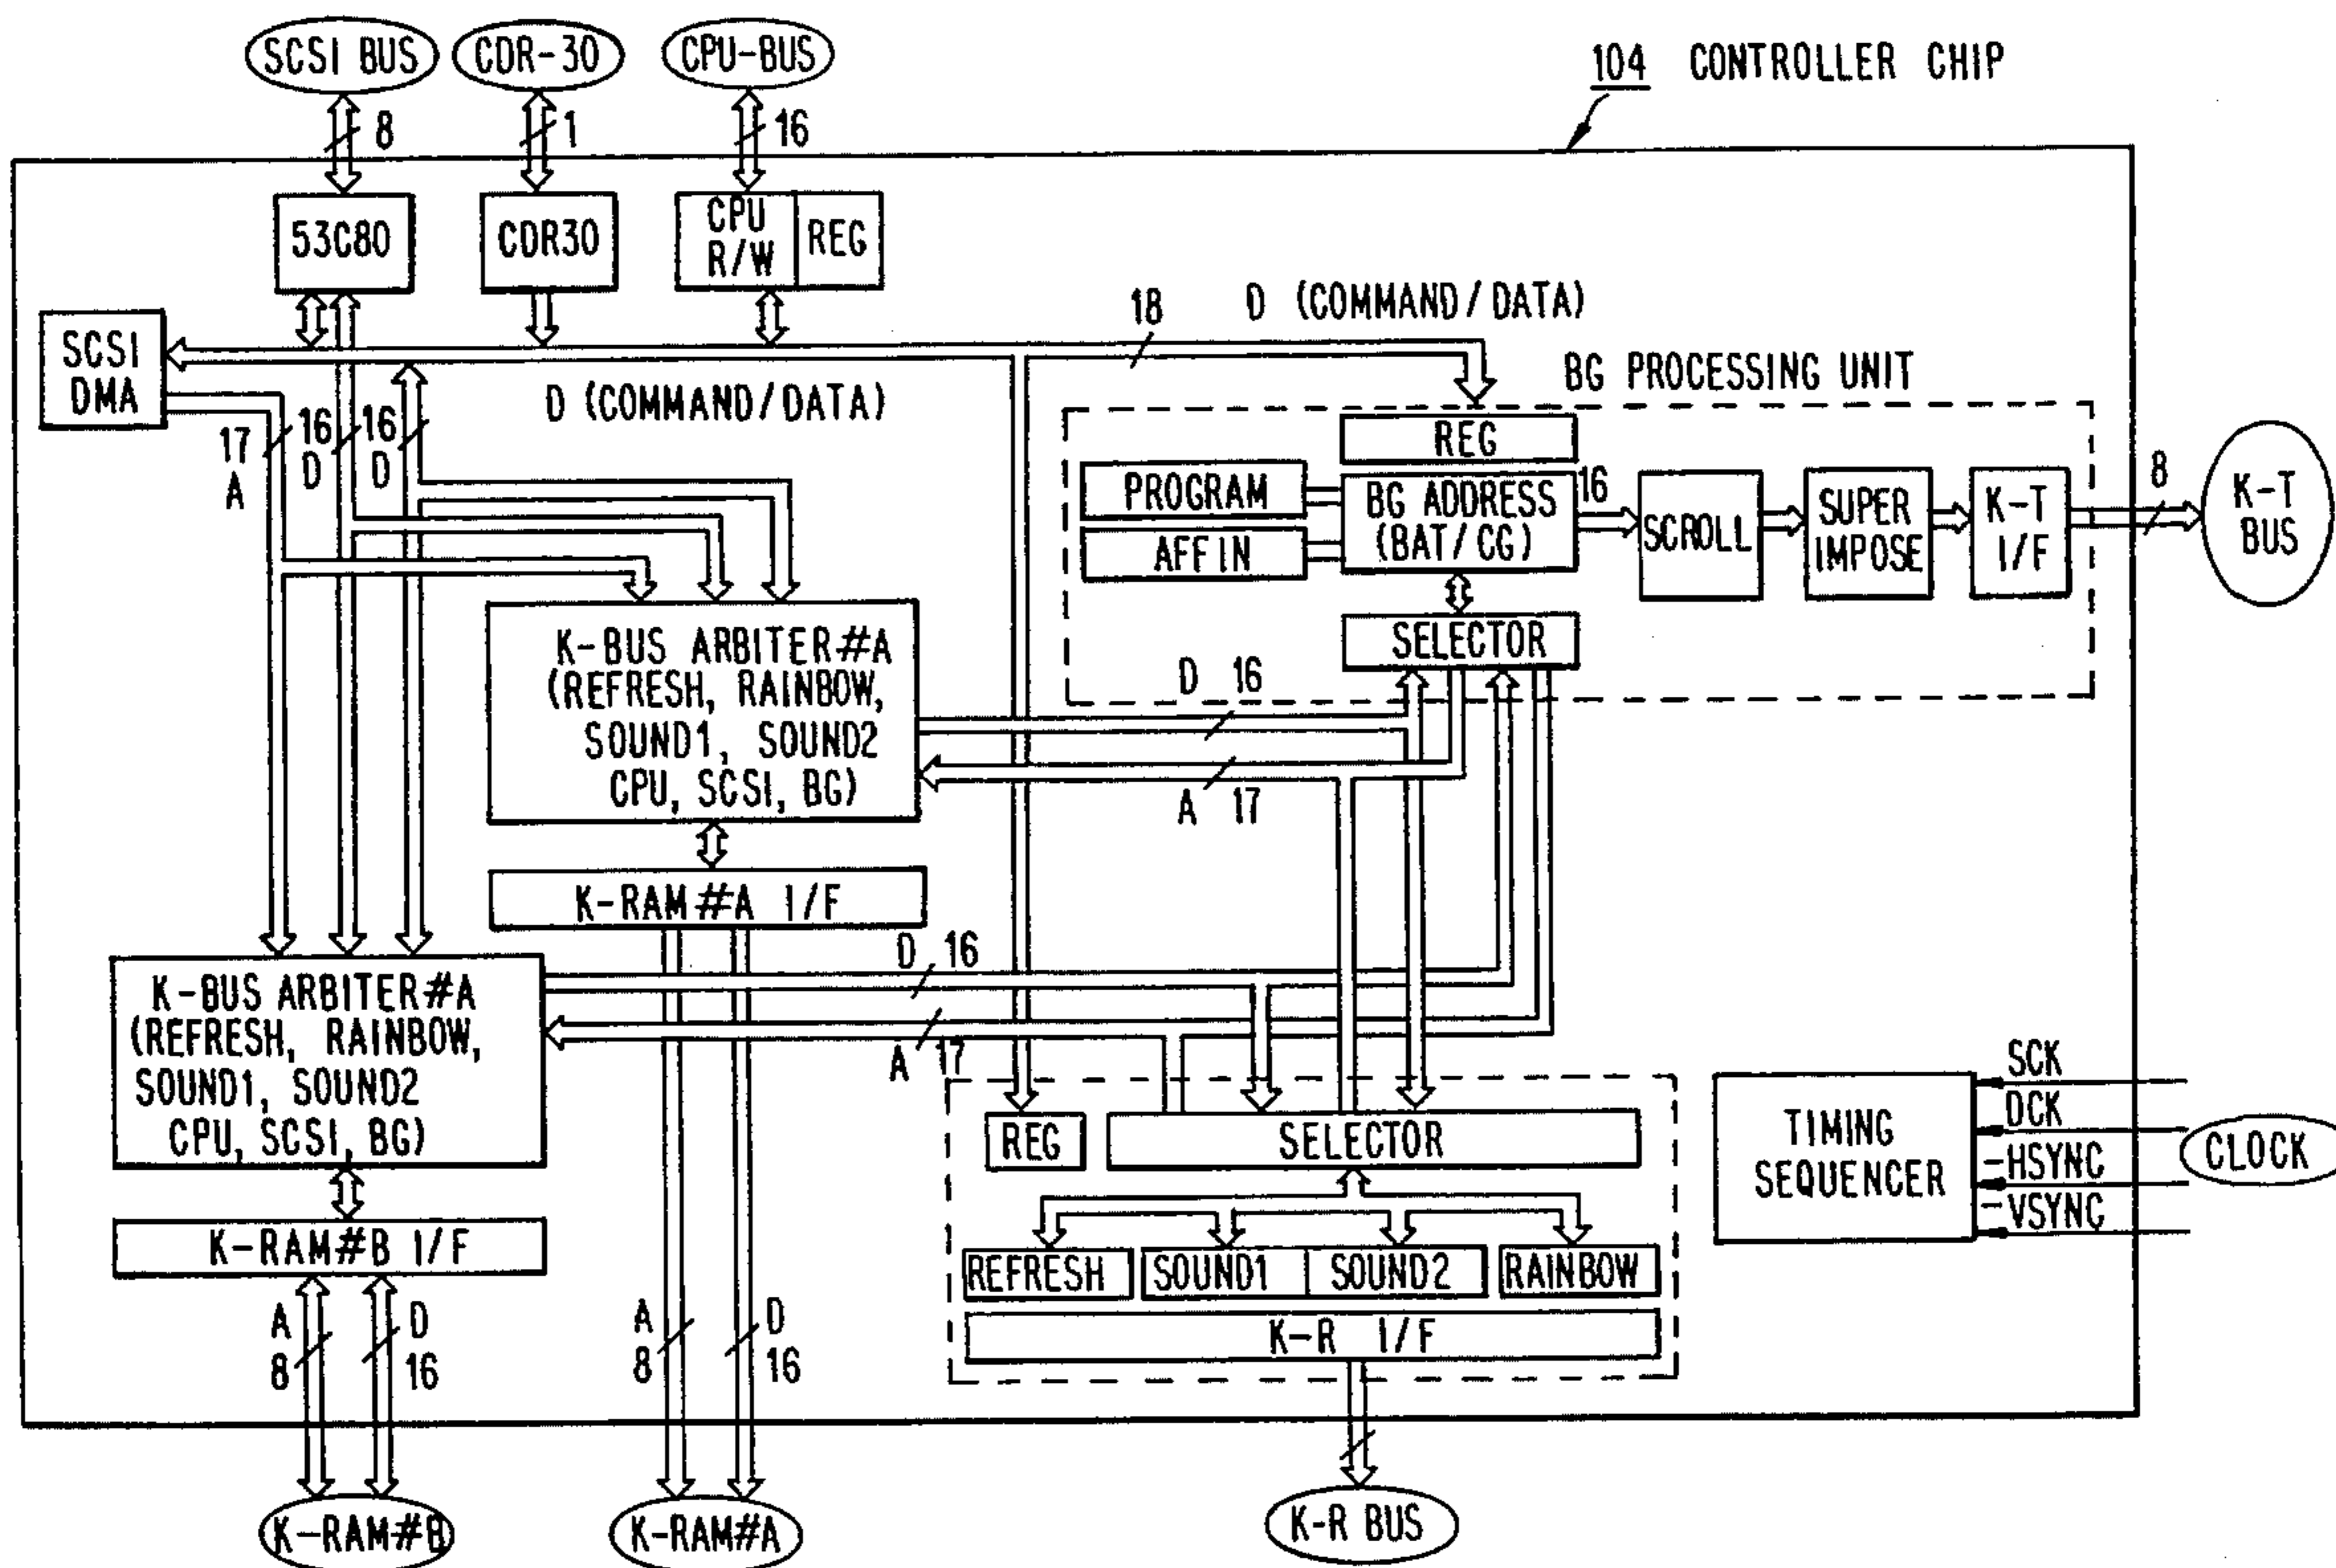 SCSI BUS
CDR-30
CPU-BUS
104 CONTROLLER CHIP
8
1
16
53C80
CDR30
CPU
R/W
REG
SCSI
DMA
18
D (COMMAND/DATA)
D (COMMAND/DATA)
17
A
16
D
16
D
BG PROCESSING UNIT
REG
PROGRAM
AFFIN
BG ADDRESS
(BAT/CG)
16
SCROLL
SUPER
IMPOSE
K-T
I/F
8
K-T
BUS
SELECTOR
K-BUS ARBITER#A
(REFRESH, RAINBOW,
SOUND1, SOUND2
CPU, SCSI, BG)
D 16
A 17
K-RAM#A I/F
K-BUS ARBITER#A
(REFRESH, RAINBOW,
SOUND1, SOUND2
CPU, SCSI, BG)
D 16
A 17
K-RAM#B I/F
REG
SELECTOR
REFRESH
SOUND1
SOUND2
RAINBOW
K-R I/F
TIMING
SEQUENCER
SCK
DCK
-HSYNC
-VSYNC
CLOCK
A
8
D
16
A
8
D
16
K-RAM#B
K-RAM#A
K-R BUS